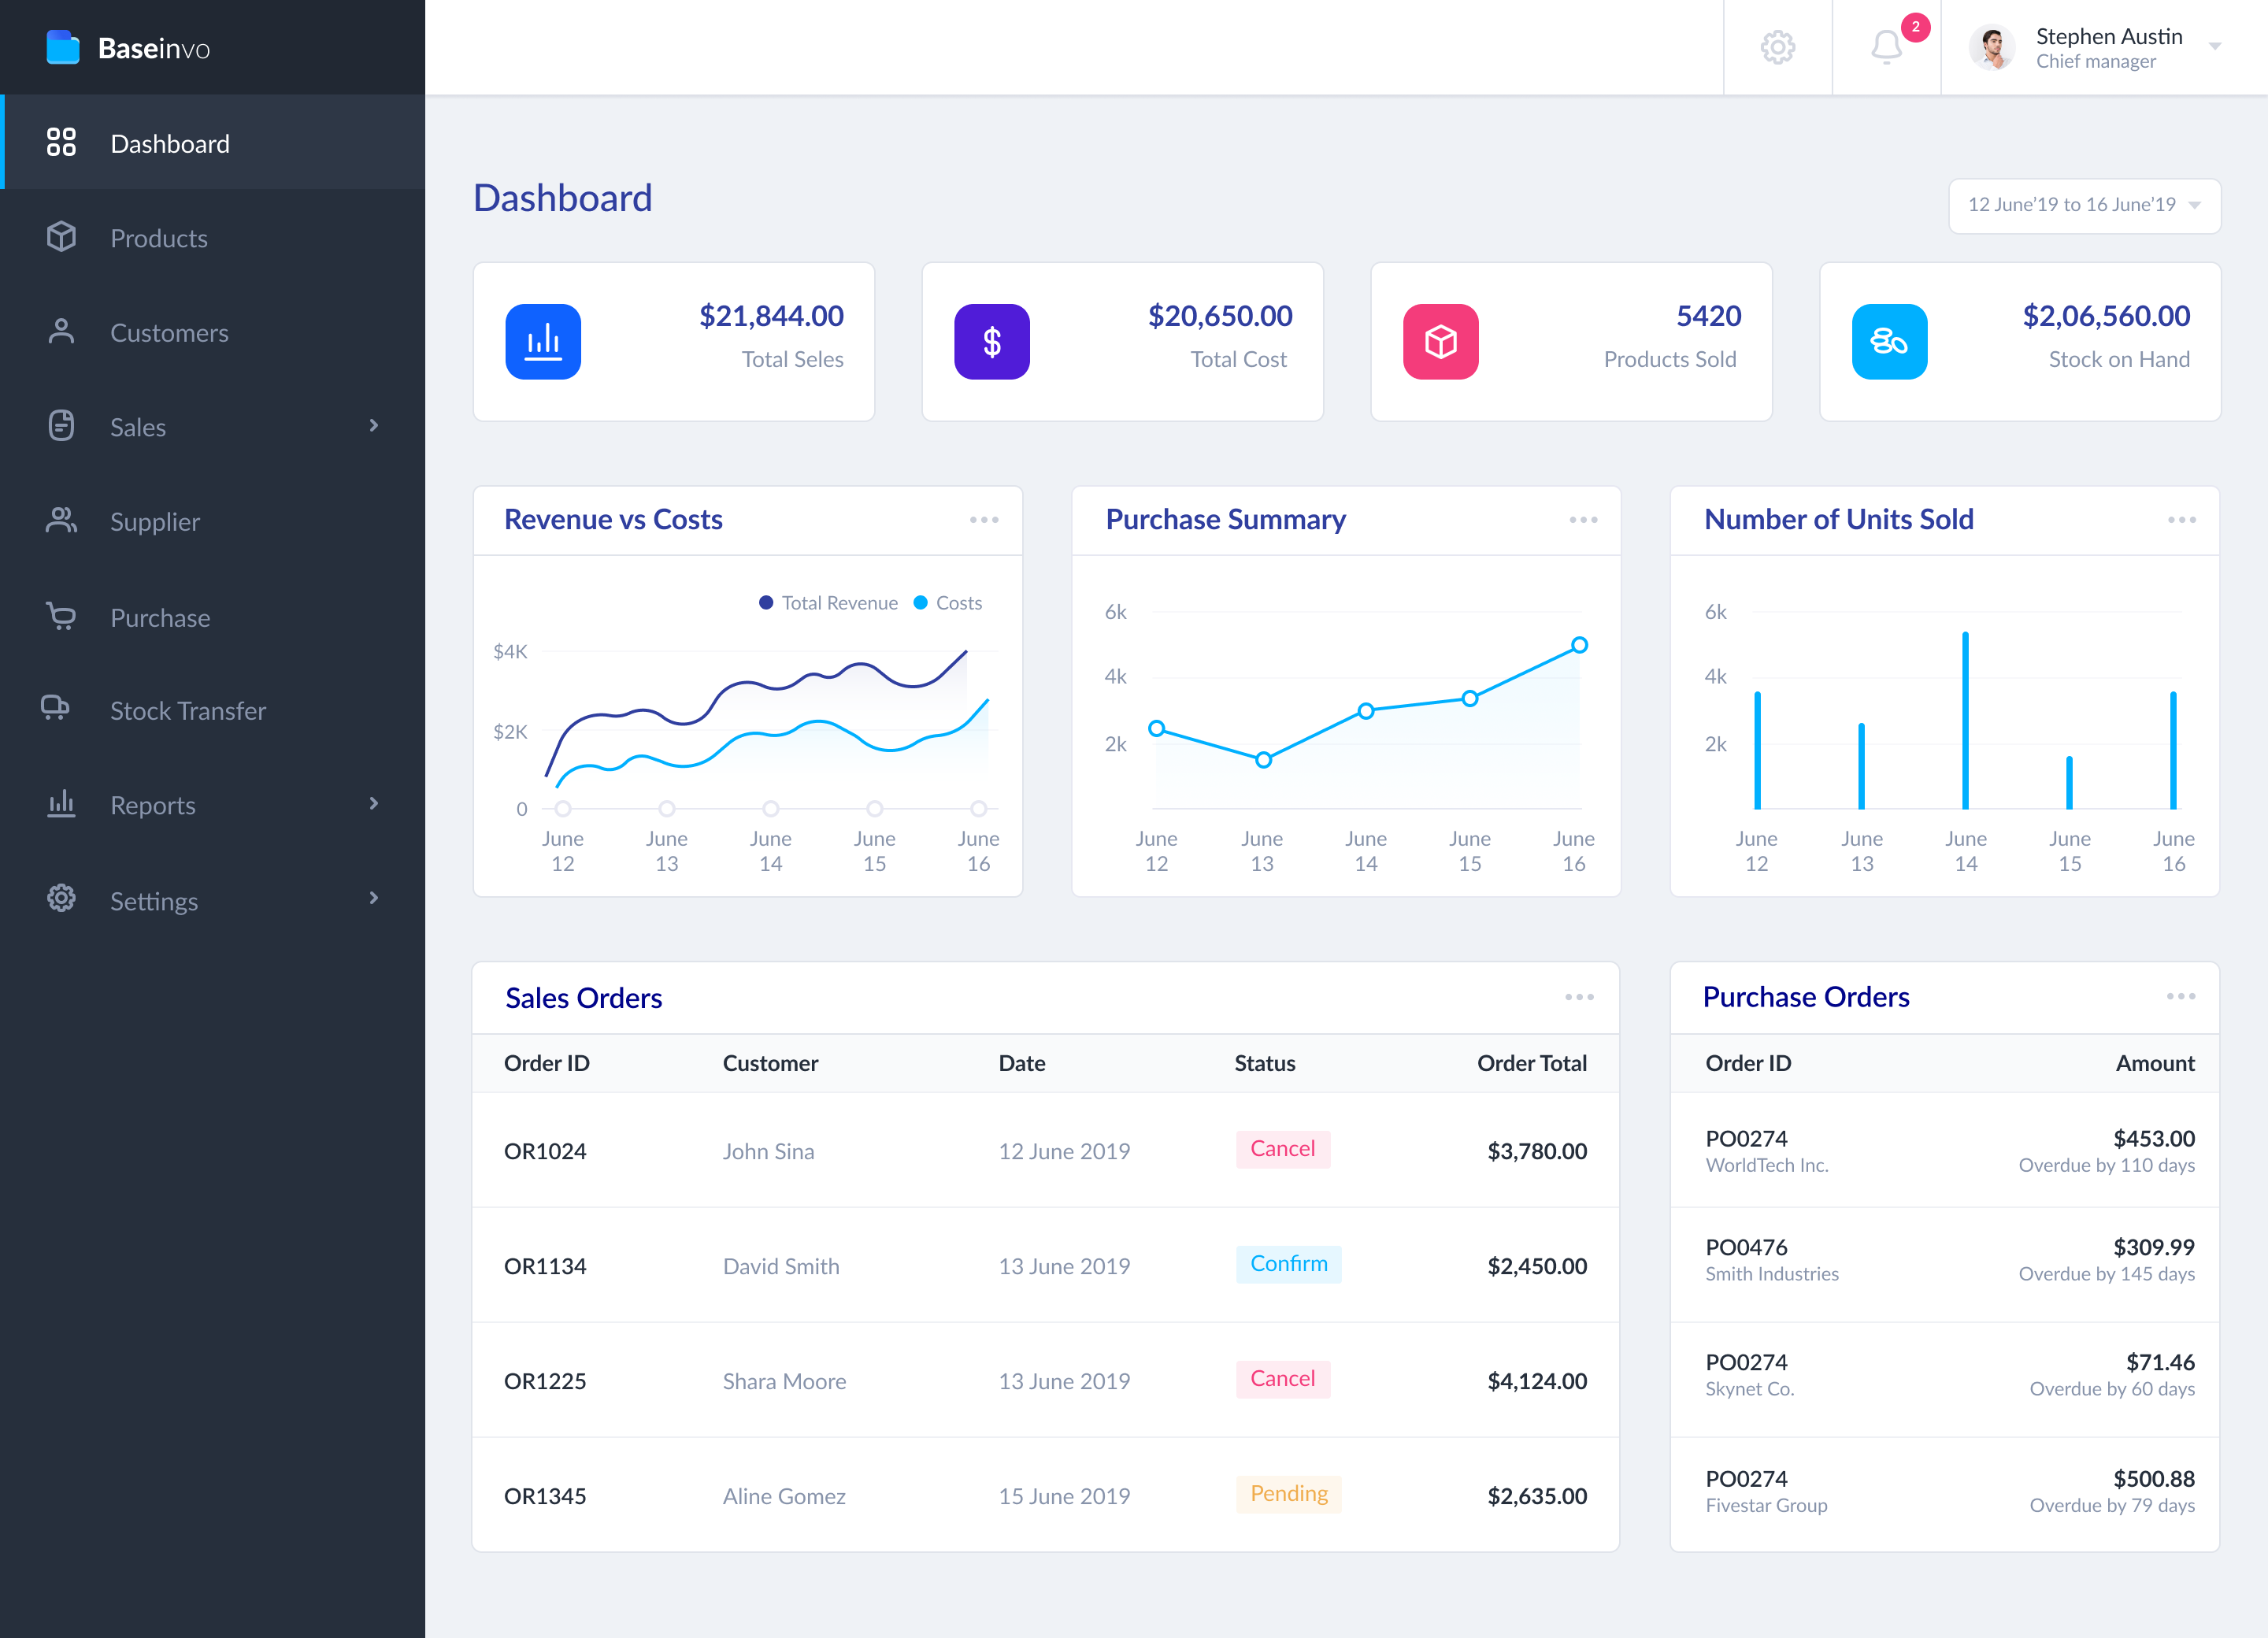 Baseinvo
2
Stephen Austin
Chief manager
Dashboard
Products
Customers
Sales
Supplier
Purchase
Stock Transfer
Reports
Settings
Dashboard
12 June’19 to 16 June’19
$21,844.00
Total Seles
$20,650.00
Total Cost
5420
Products Sold
$2,06,560.00
Stock on Hand
Revenue vs Costs
Total Revenue Costs
$4K
$2K
0
June 12
June 13
June 14
June 15
June 16
Purchase Summary
6k
4k
2k
June 12
June 13
June 14
June 15
June 16
Number of Units Sold
6k
4k
2k
June 12
June 13
June 14
June 15
June 16
Sales Orders
Order ID Customer Date Status Order Total
OR1024 John Sina 12 June 2019 Cancel $3,780.00
OR1134 David Smith 13 June 2019 Confirm $2,450.00
OR1225 Shara Moore 13 June 2019 Cancel $4,124.00
OR1345 Aline Gomez 15 June 2019 Pending $2,635.00
Purchase Orders
Order ID Amount
PO0274 $453.00
WorldTech Inc. Overdue by 110 days
PO0476 $309.99
Smith Industries Overdue by 145 days
PO0274 $71.46
Skynet Co. Overdue by 60 days
PO0274 $500.88
Fivestar Group Overdue by 79 days